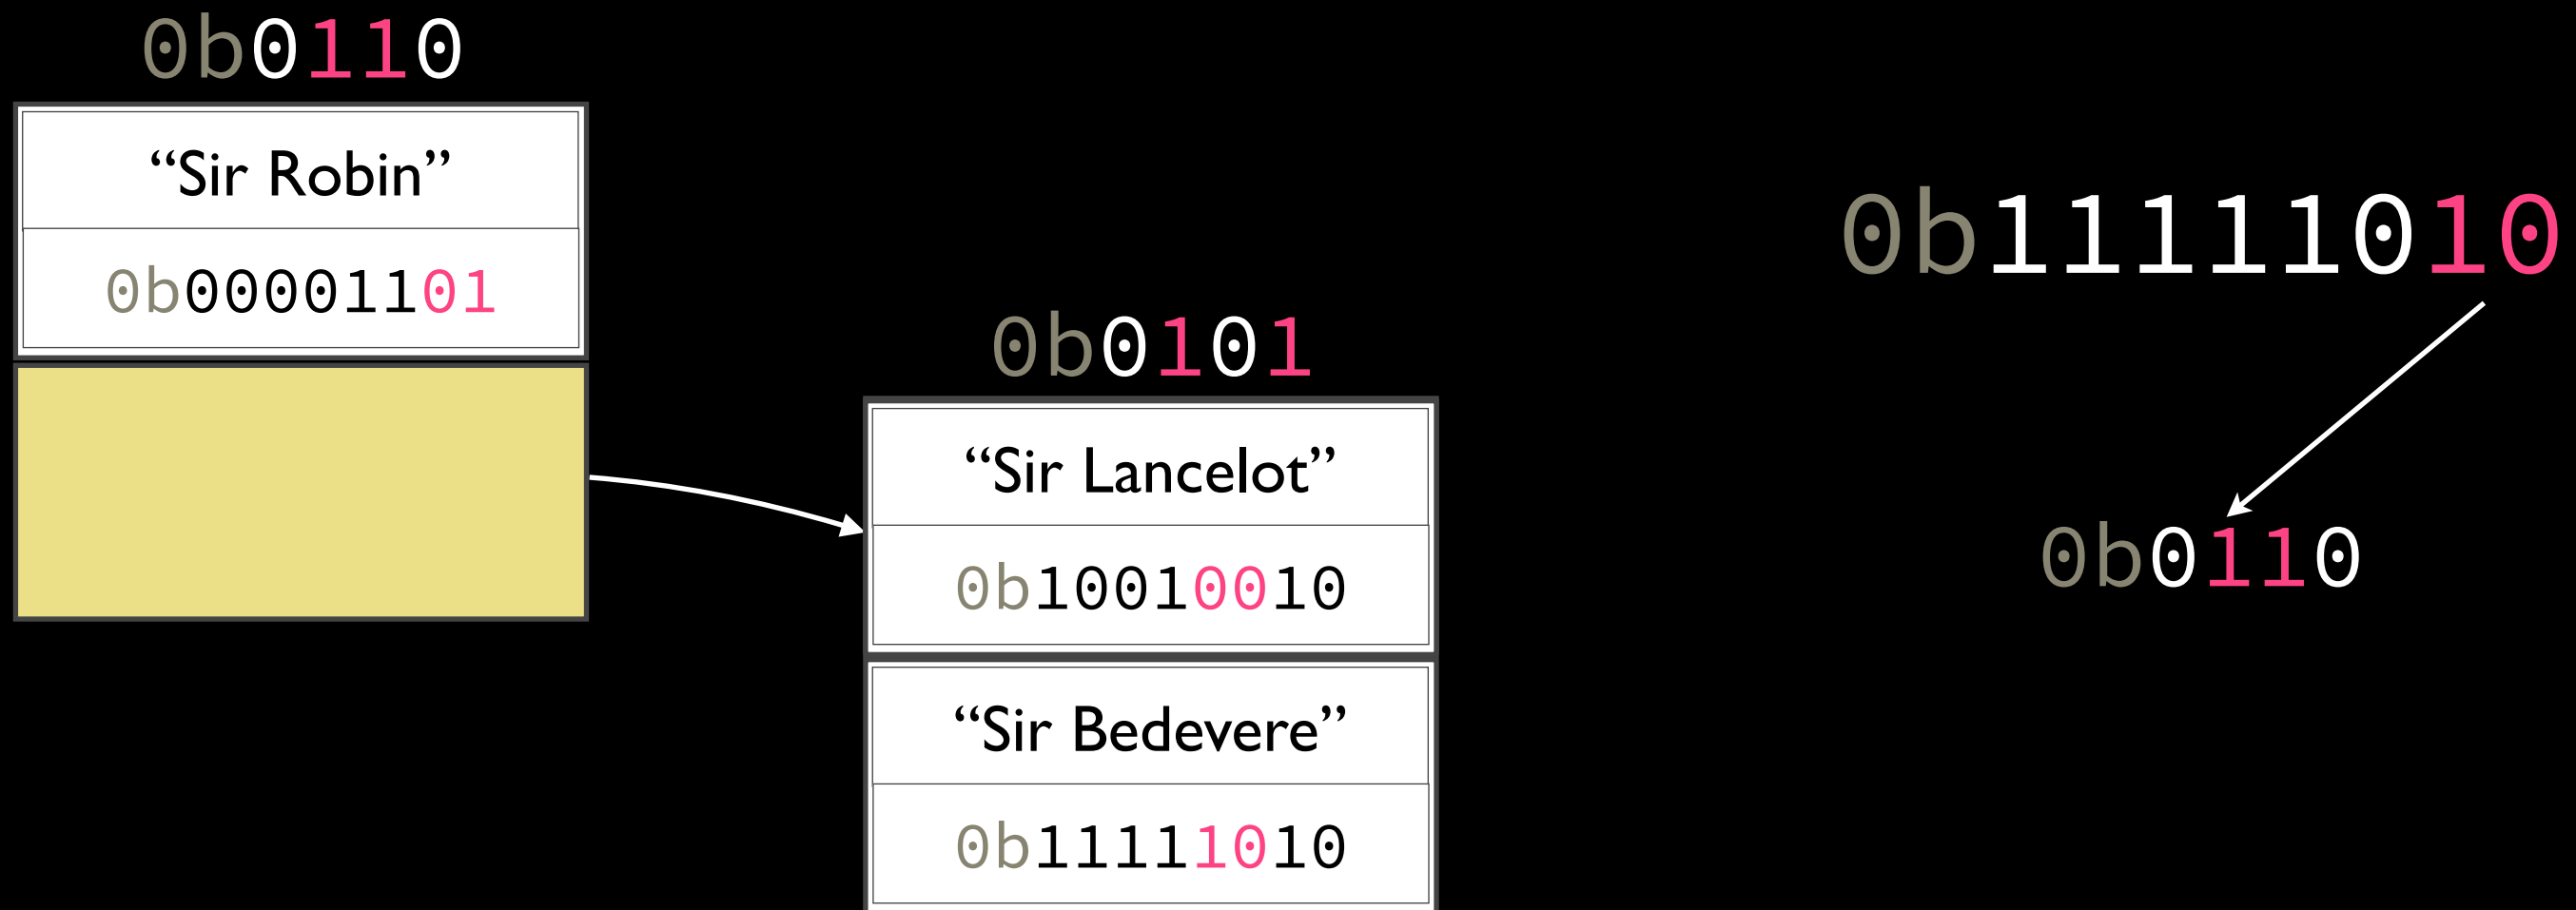 0b0110
“Sir Robin”
0b00001101
0b0101
“Sir Lancelot”
0b10010010
“Sir Bedevere”
0b11111010
0b11111010
0b0110